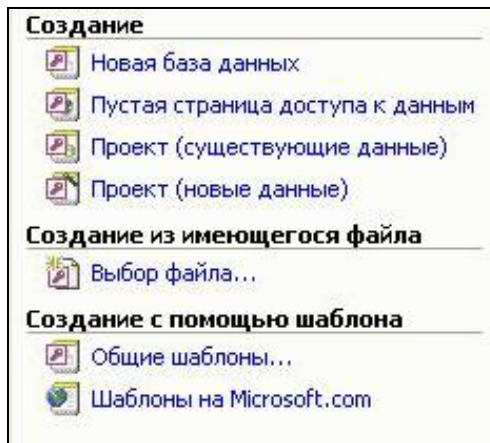 Создание
Новая база данных
Пустая страница доступа к данным
Проект (существующие данные)
Проект (новые данные)
Создание из имеющегося файла
Выбор файла...
Создание с помощью шаблона
Общие шаблоны...
Шаблоны на Microsoft.com